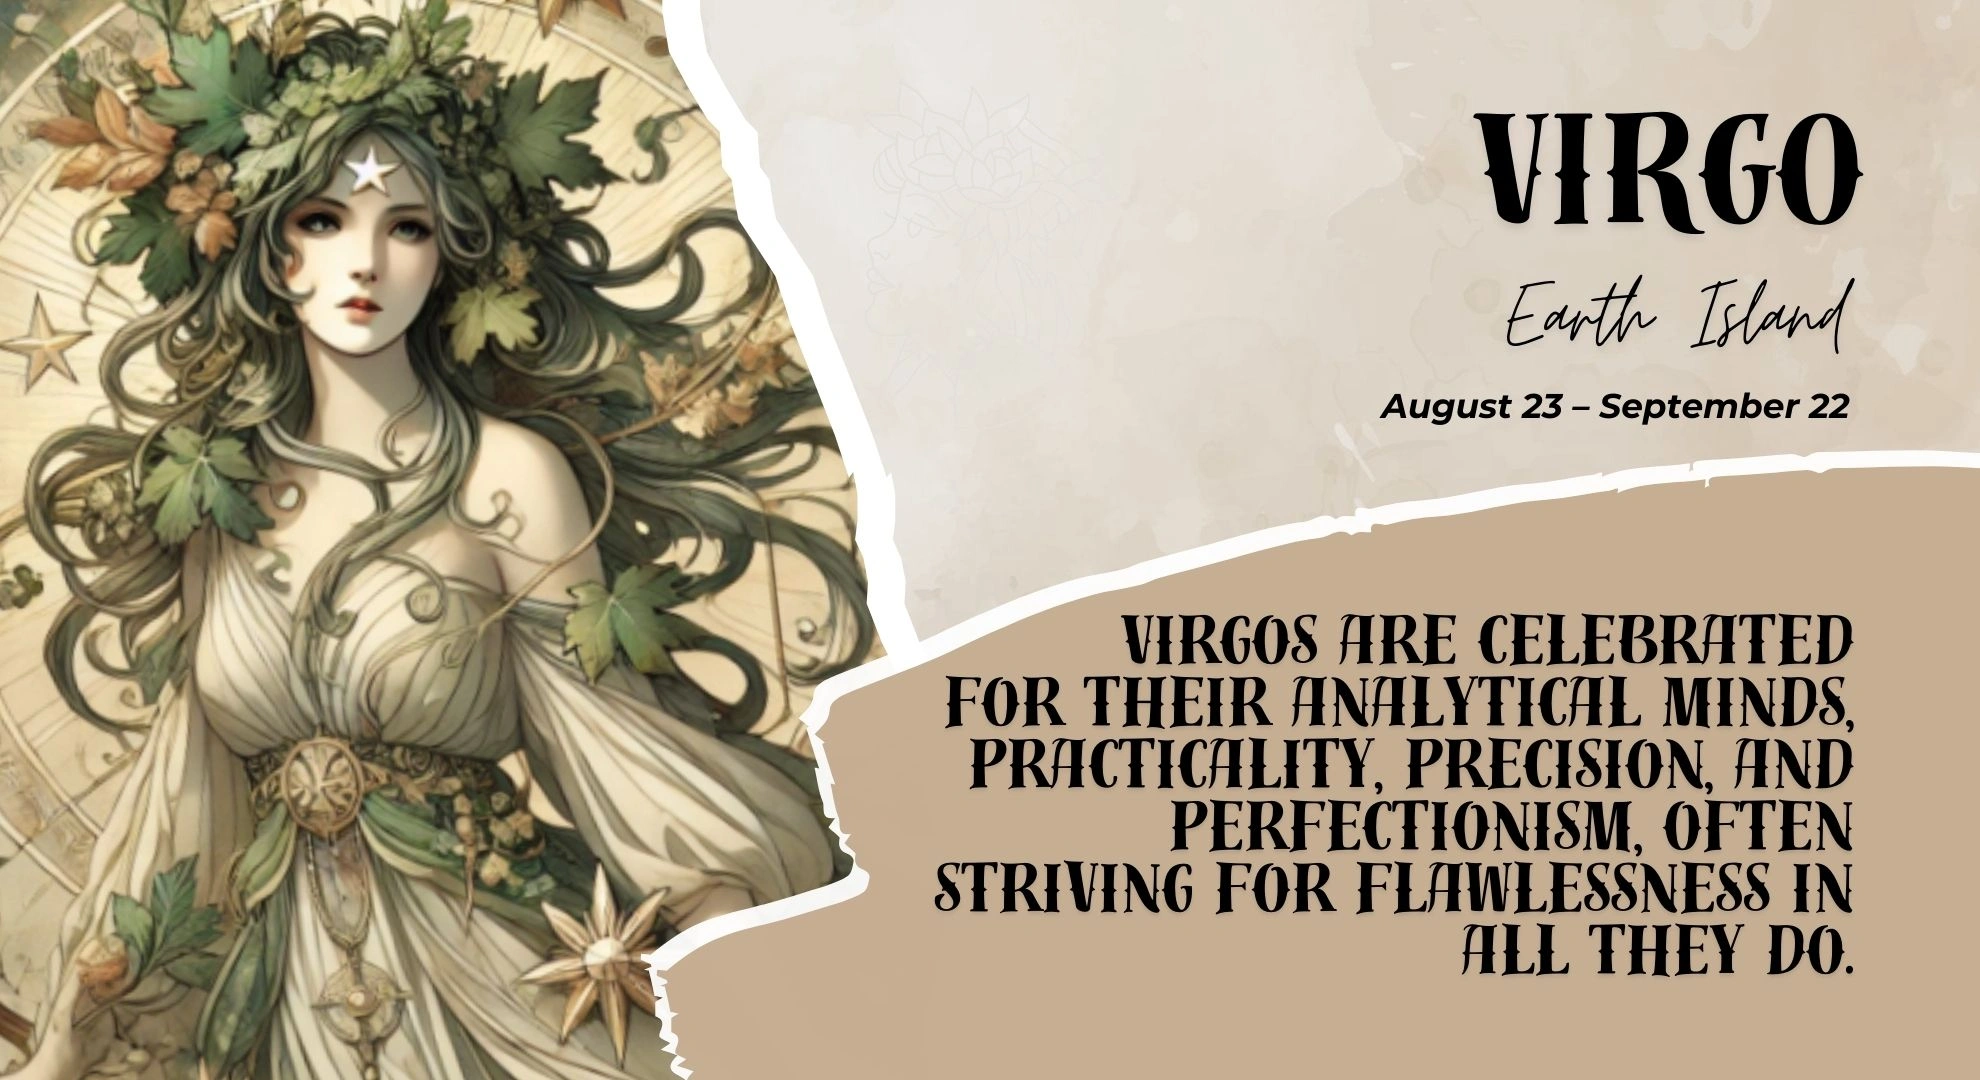 VIRGO
Earth Island
August 23 – September 22
VIRGOS ARE CELEBRATED
FOR THEIR ANALYTICAL MINDS,
PRACTICALITY, PRECISION, AND
PERFECTIONISM, OFTEN
STRIVING FOR FLAWLESSNESS IN
ALL THEY DO.